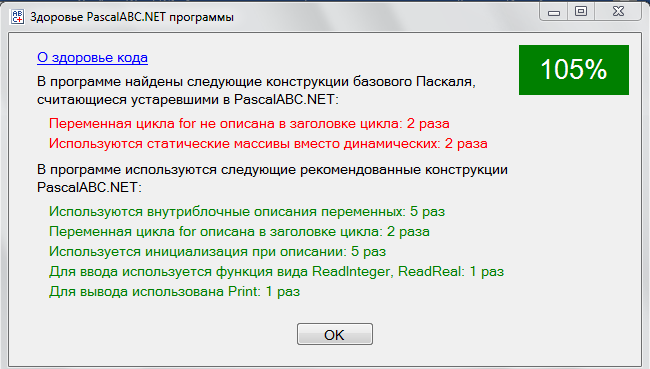 Здоровье PascalABC.NET программы
О здоровье кода
105%
В программе найдены следующие конструкции базового Паскаля,
считающиеся устаревшими в PascalABC.NET:
Переменная цикла for не описана в заголовке цикла: 2 раза
Используются статические массивы вместо динамических: 2 раза
В программе используются следующие рекомендованные конструкции
PascalABC.NET:
Используются внутриблочные описания переменных: 5 раз
Переменная цикла for описана в заголовке цикла: 2 раза
Используется инициализация при описании: 5 раз
Для ввода используется функция вида ReadInteger, ReadReal: 1 раз
Для вывода использована Print: 1 раз
OK